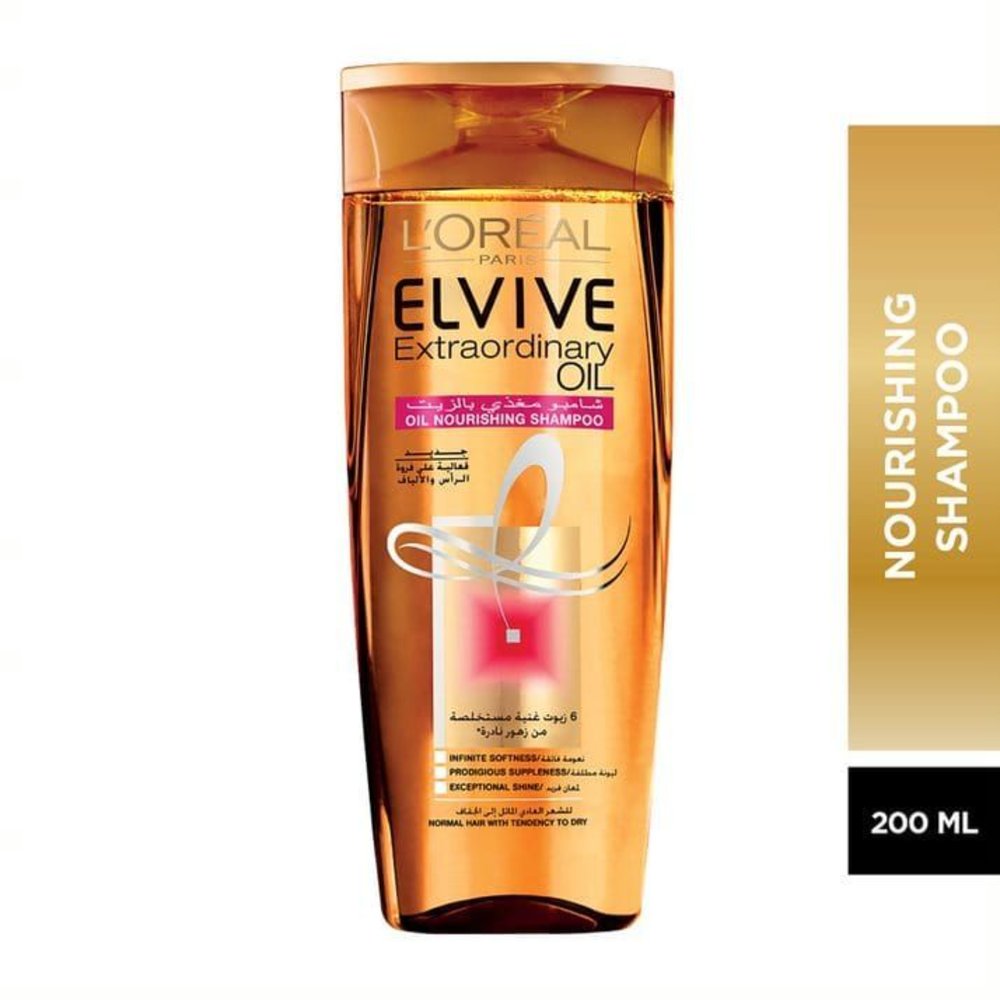 L'ORÉAL
PARIS
ELVIVE
Extraordinary
OIL
شامبو مغذي بالزيت
OIL NOURISHING SHAMPOO
جديد
فعالية على فروة
الرأس والألياف
6 زيوت غنية مستخلصة
من زهور نادرة*
INFINITE SOFTNESS/نعومة فائقة
PRODIGIOUS SUPPLENESS/ليونة مطلقة
EXCEPTIONAL SHINE/ لمعان فريد
للشعر العادي المائل إلى الجفاف
NORMAL HAIR WITH TENDENCY TO DRY
NOURISHING
SHAMPOO
200 ML